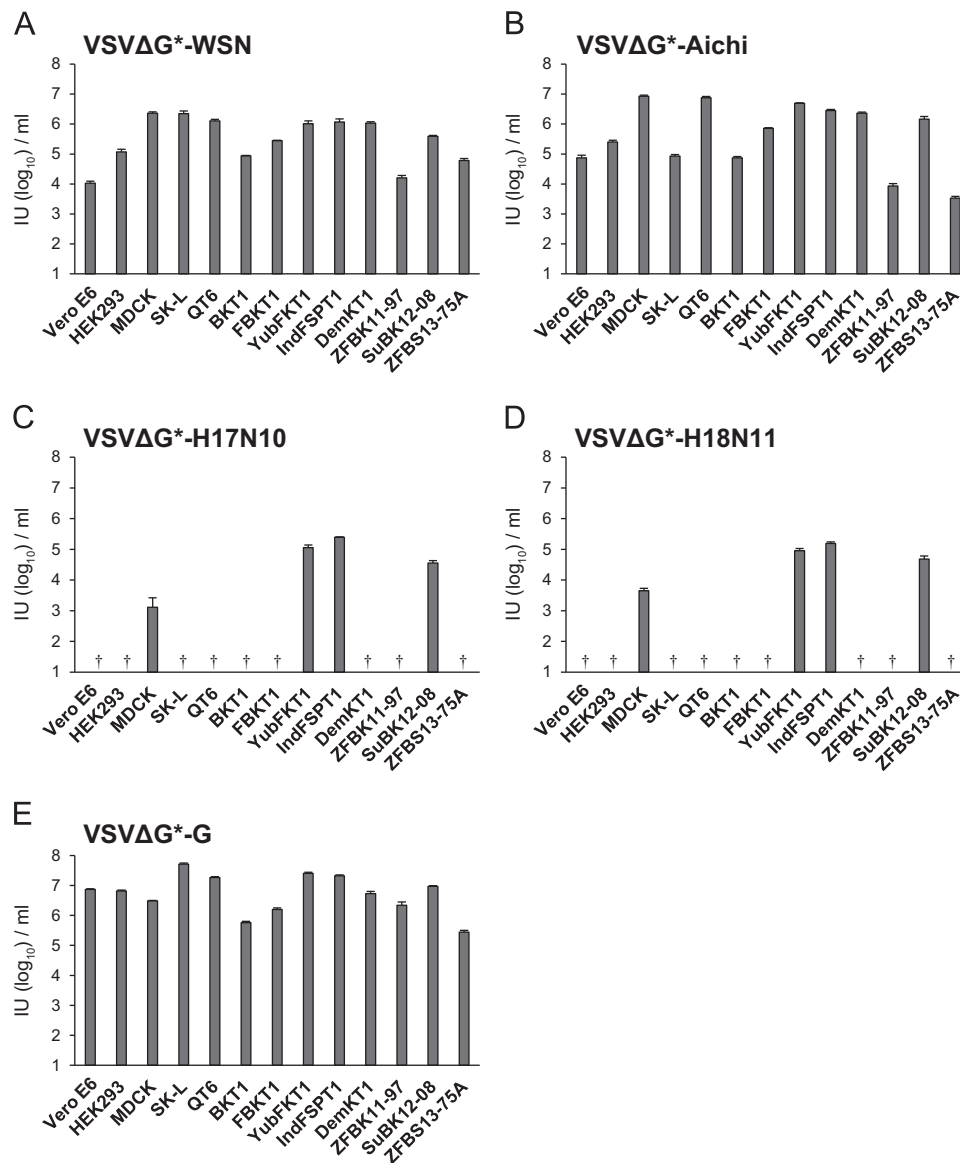 A
VSVΔG*-WSN
IU (log10) / ml
8
7
6
5
4
3
2
1
Vero E6
HEK293
MDCK
SK-L
QT6
BKT1
FBKT1
YubFKT1
IndFSPT1
DemKT1
ZFBK11-97
SuBK12-08
ZFBS13-75A
B
VSVΔG*-Aichi
IU (log10) / ml
8
7
6
5
4
3
2
1
Vero E6
HEK293
MDCK
SK-L
QT6
BKT1
FBKT1
YubFKT1
IndFSPT1
DemKT1
ZFBK11-97
SuBK12-08
ZFBS13-75A
C
VSVΔG*-H17N10
IU (log10) / ml
8
7
6
5
4
3
2
1
† † † † † † † † †
Vero E6
HEK293
MDCK
SK-L
QT6
BKT1
FBKT1
YubFKT1
IndFSPT1
DemKT1
ZFBK11-97
SuBK12-08
ZFBS13-75A
D
VSVΔG*-H18N11
IU (log10) / ml
8
7
6
5
4
3
2
1
† † † † † † † † †
Vero E6
HEK293
MDCK
SK-L
QT6
BKT1
FBKT1
YubFKT1
IndFSPT1
DemKT1
ZFBK11-97
SuBK12-08
ZFBS13-75A
E
VSVΔG*-G
IU (log10) / ml
8
7
6
5
4
3
2
1
Vero E6
HEK293
MDCK
SK-L
QT6
BKT1
FBKT1
YubFKT1
IndFSPT1
DemKT1
ZFBK11-97
SuBK12-08
ZFBS13-75A